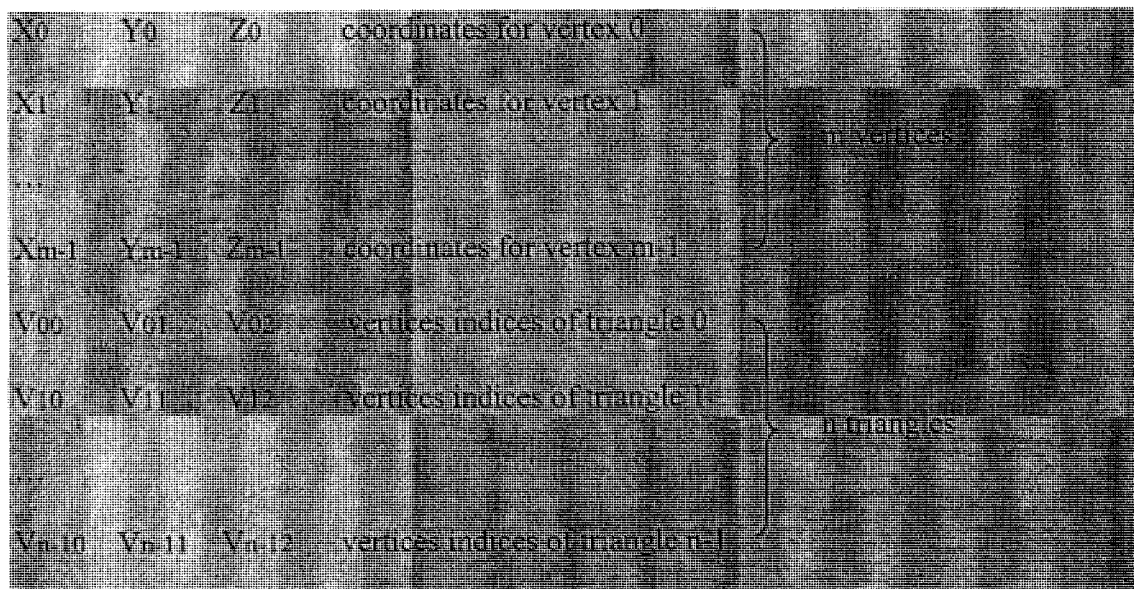 X0 Y0 Z0 coordinates for vertex 0
X1 Y1 Z1 coordinates for vertex 1
m vertices
...
Xm-1 Ym-1 Zm-1 coordinates for vertex m-1
V00 V01 V02 vertices indices of triangle 0
V10 V11 V12 vertices indices of triangle 1
n triangles
...
Vn-10 Vn-11 Vn-12 vertices indices of triangle n-1